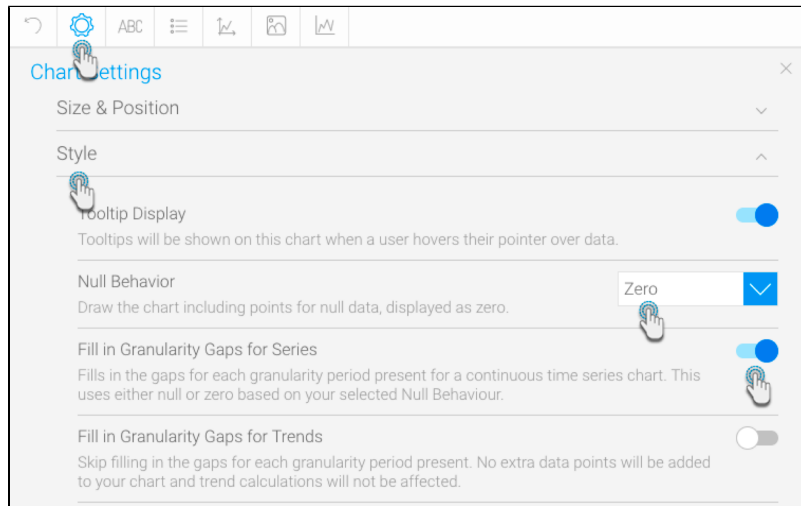 ABC
Chart Settings
Size & Position
Style
Tooltip Display
Tooltips will be shown on this chart when a user hovers their pointer over data.
Null Behavior
Zero
Draw the chart including points for null data, displayed as zero.
Fill in Granularity Gaps for Series
Fills in the gaps for each granularity period present for a continuous time series chart. This
uses either null or zero based on your selected Null Behaviour.
Fill in Granularity Gaps for Trends
Skip filling in the gaps for each granularity period present. No extra data points will be added
to your chart and trend calculations will not be affected.